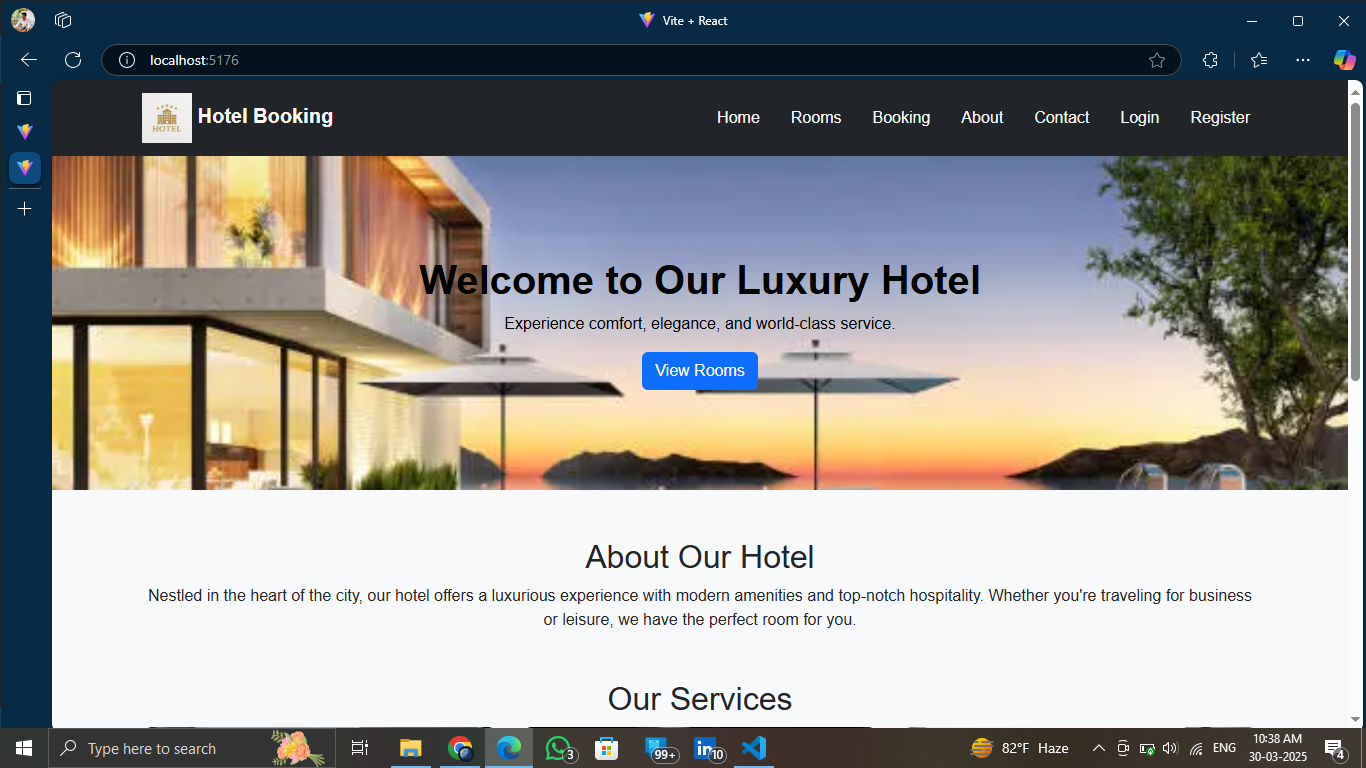 Vite + React
localhost:5176
HOTEL
Hotel Booking
Home Rooms Booking About Contact Login Register
Welcome to Our Luxury Hotel
Experience comfort, elegance, and world-class service.
View Rooms
About Our Hotel
Nestled in the heart of the city, our hotel offers a luxurious experience with modern amenities and top-notch hospitality. Whether you're traveling for business
or leisure, we have the perfect room for you.
Our Services
Type here to search
3
99+
10
82°F Haze
ENG
10:38 AM
30-03-2025
4